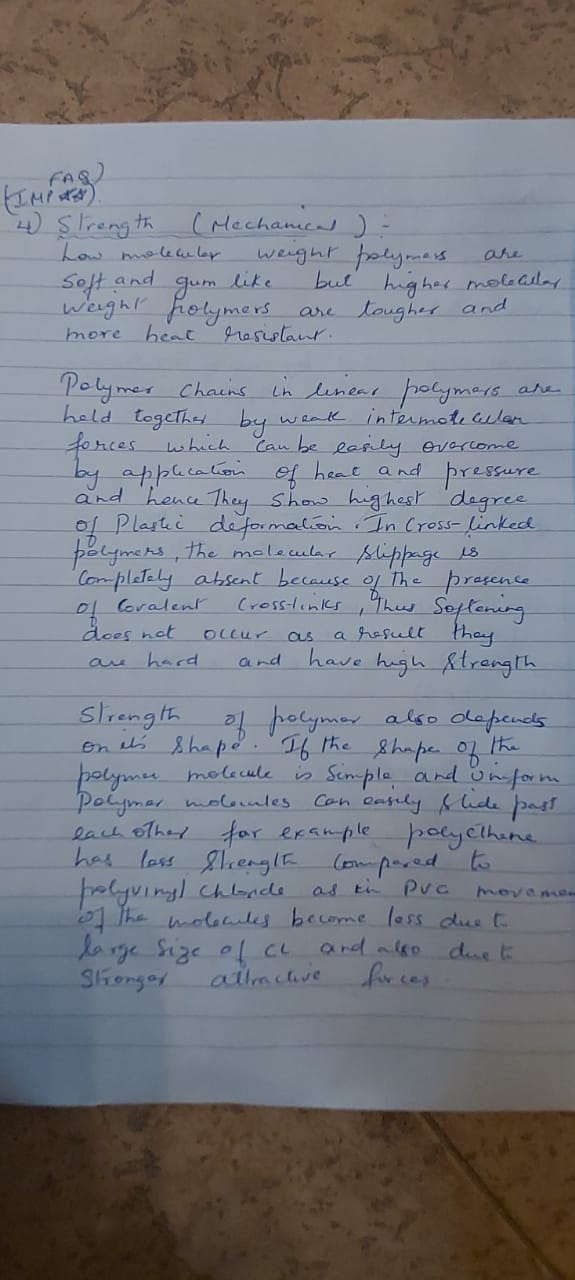 FAQ)
(IMP **).
4) Strength (Mechanical) :-
Low molecular weight polymers are
Soft and gum like but higher molecular
weight polymers are tougher and
more heat resistant.
Polymer chains in linear polymers are
held together by weak intermolecular
forces which can be easily overcome
by application of heat and pressure
and hence They show highest degree
of Plastic deformation. In Cross-linked
polymers, the molecular slippage is
Completely absent because of The presence
of Covalent Cross-links, Thus Softening
does not occur as a result they
are hard and have high strength
Strength of polymer also depends
on its shape. If the shape of the
polymer molecule is Simple and Uniform
Polymer molecules can easily slide past
each other for example polyethene
has less Strength Compared to
polyvinyl chloride as in PVC movemen
of the molecules become less due to
large size of Cl and also due to
Stronger attractive forces.